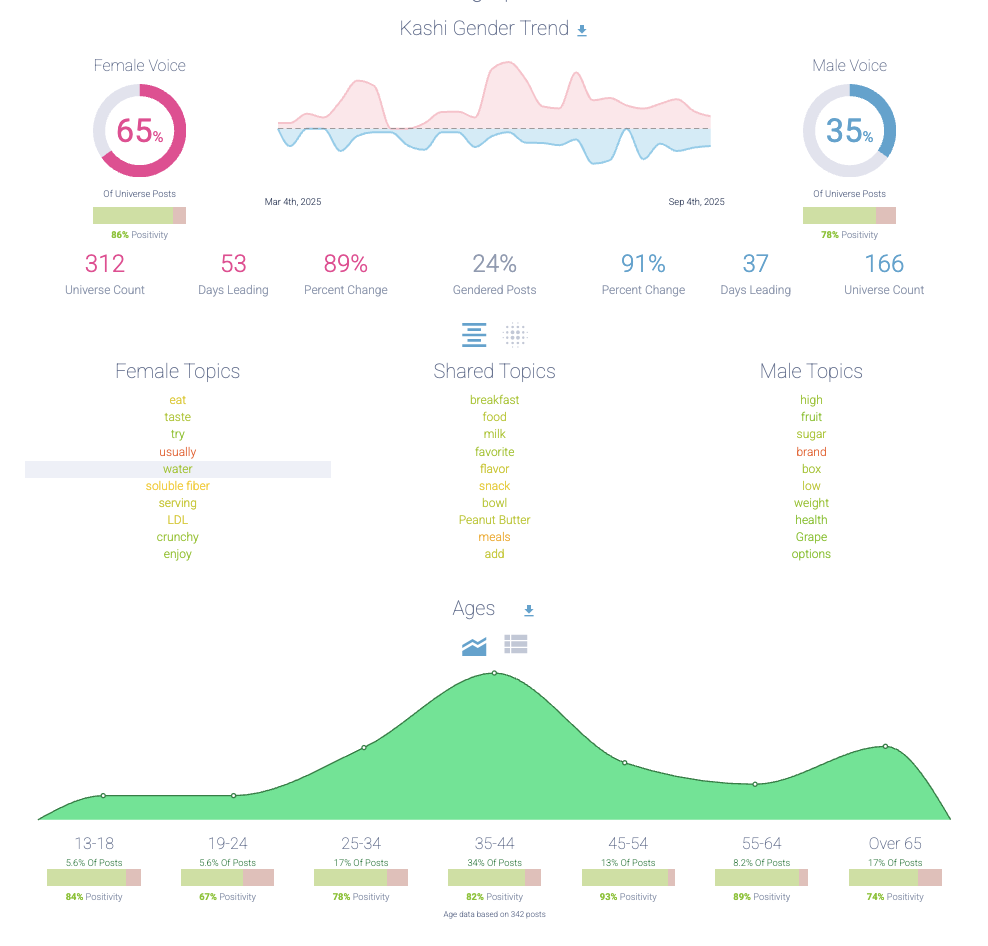 Kashi Gender Trend
Female Voice
Male Voice
65%
35%
Of Universe Posts
Of Universe Posts
Mar 4th, 2025
Sep 4th, 2025
86% Positivity
78% Positivity
312
53
89%
24%
91%
37
166
Universe Count
Days Leading
Percent Change
Gendered Posts
Percent Change
Days Leading
Universe Count
Female Topics
Shared Topics
Male Topics
eat
breakfast
high
taste
food
fruit
try
milk
sugar
usually
favorite
brand
water
flavor
box
soluble fiber
snack
low
serving
bowl
weight
LDL
Peanut Butter
health
crunchy
meals
Grape
enjoy
add
options
Ages
13-18
19-24
25-34
35-44
45-54
55-64
Over 65
5.6% Of Posts
5.6% Of Posts
17% Of Posts
34% Of Posts
13% Of Posts
8.2% Of Posts
17% Of Posts
84% Positivity
67% Positivity
78% Positivity
82% Positivity
93% Positivity
89% Positivity
74% Positivity
Age data based on 342 posts